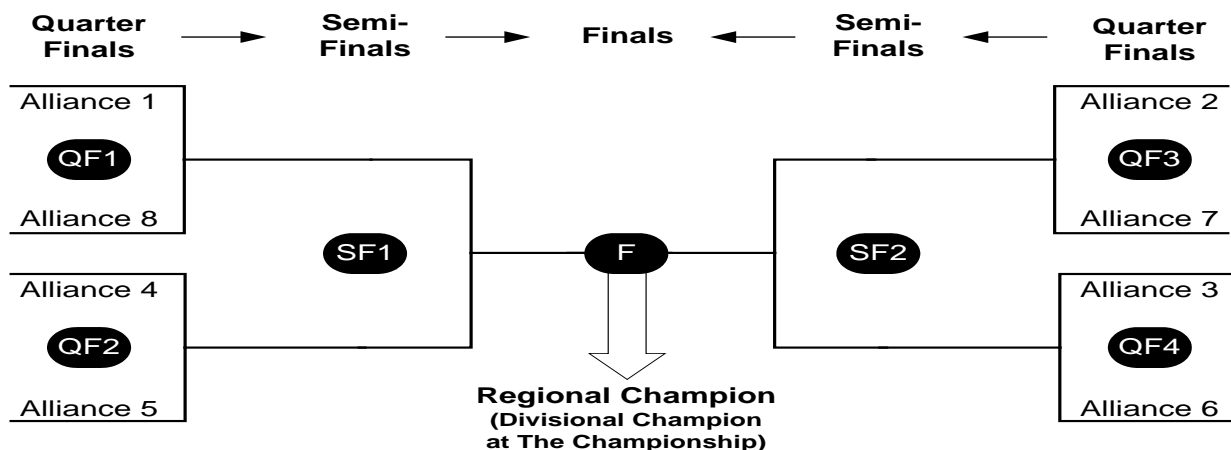 Quarter
Finals
Semi-
Finals
Finals
Semi-
Finals
Quarter
Finals
Alliance 1
QF1
Alliance 8
Alliance 4
QF2
Alliance 5
SF1
F
SF2
Alliance 2
QF3
Alliance 7
Alliance 3
QF4
Alliance 6
Regional Champion
(Divisional Champion
at The Championship)